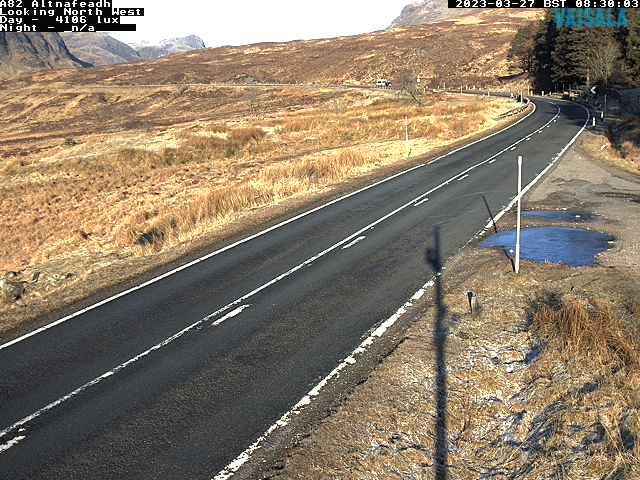 A82 Altnafeadh
Looking North West
Day - 4106 lux
Night - n/a
2023-03-27 BST 08:30:03
VAISALA